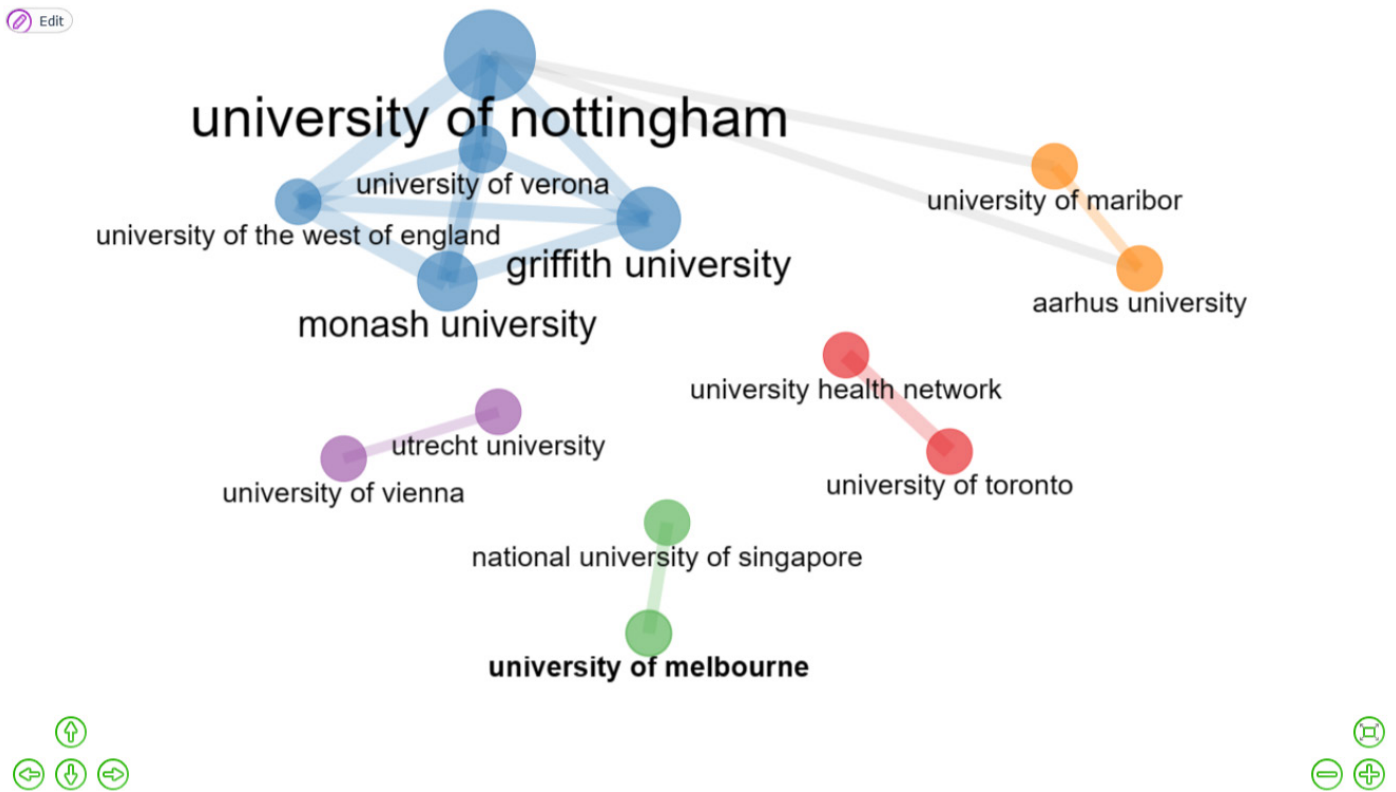 Edit
university of nottingham
university of verona
university of maribor
university of the west of england
griffith university
aarhus university
monash university
university health network
utrecht university
university of vienna
university of toronto
national university of singapore
university of melbourne